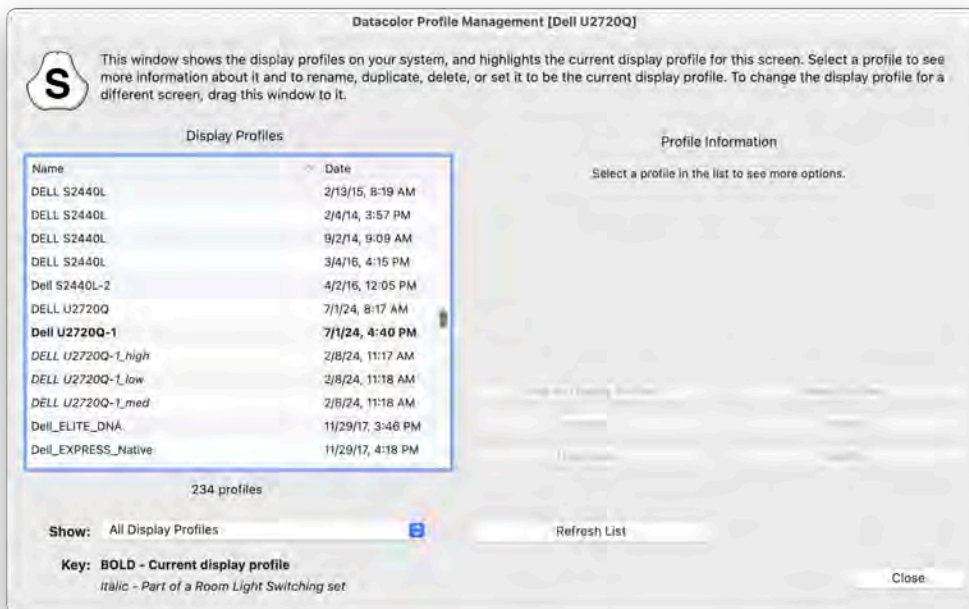 Datacolor Profile Management [Dell U2720Q]
S
This window shows the display profiles on your system, and highlights the current display profile for this screen. Select a profile to see
more information about it and to rename, duplicate, delete, or set it to be the current display profile. To change the display profile for a
different screen, drag this window to it.
Display Profiles
Profile Information
Name Date
Select a profile in the list to see more options.
DELL S2440L 2/13/15, 8:19 AM
DELL S2440L 2/4/14, 3:57 PM
DELL S2440L 9/2/14, 9:09 AM
DELL S2440L 3/4/16, 4:15 PM
Dell S2440L-2 4/2/16, 12:05 PM
DELL U2720Q 7/1/24, 8:17 AM
Dell U2720Q-1 7/1/24, 4:40 PM
DELL U2720Q-1_high 2/8/24, 11:17 AM
DELL U2720Q-1_low 2/8/24, 11:18 AM
DELL U2720Q-1_med 2/8/24, 11:18 AM
Dell_ELITE_DNA 11/29/17, 3:46 PM
Dell_EXPRESS_Native 11/29/17, 4:18 PM
234 profiles
Show: All Display Profiles
Refresh List
Key: BOLD - Current display profile
Italic - Part of a Room Light Switching set
Close